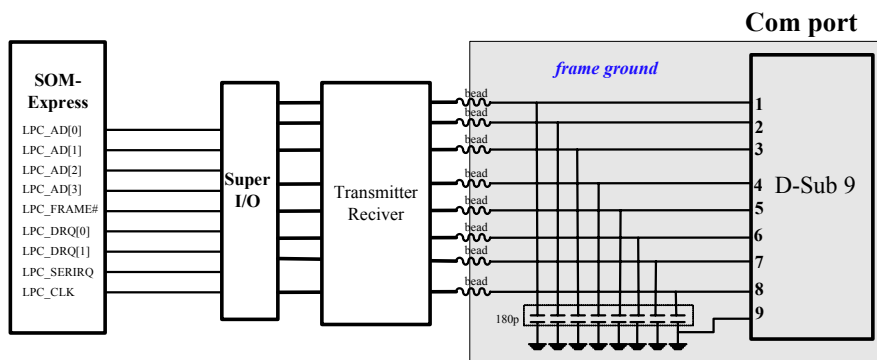 Com port
SOM-
Express
LPC_AD[0]
LPC_AD[1]
LPC_AD[2]
LPC_AD[3]
LPC_FRAME#
LPC_DRQ[0]
LPC_DRQ[1]
LPC_SERIRQ
LPC_CLK
Super
I/O
Transmitter
Reciver
bead
bead
bead
bead
bead
bead
bead
bead
frame ground
180p
1
2
3
4
5
6
7
8
9
D-Sub 9